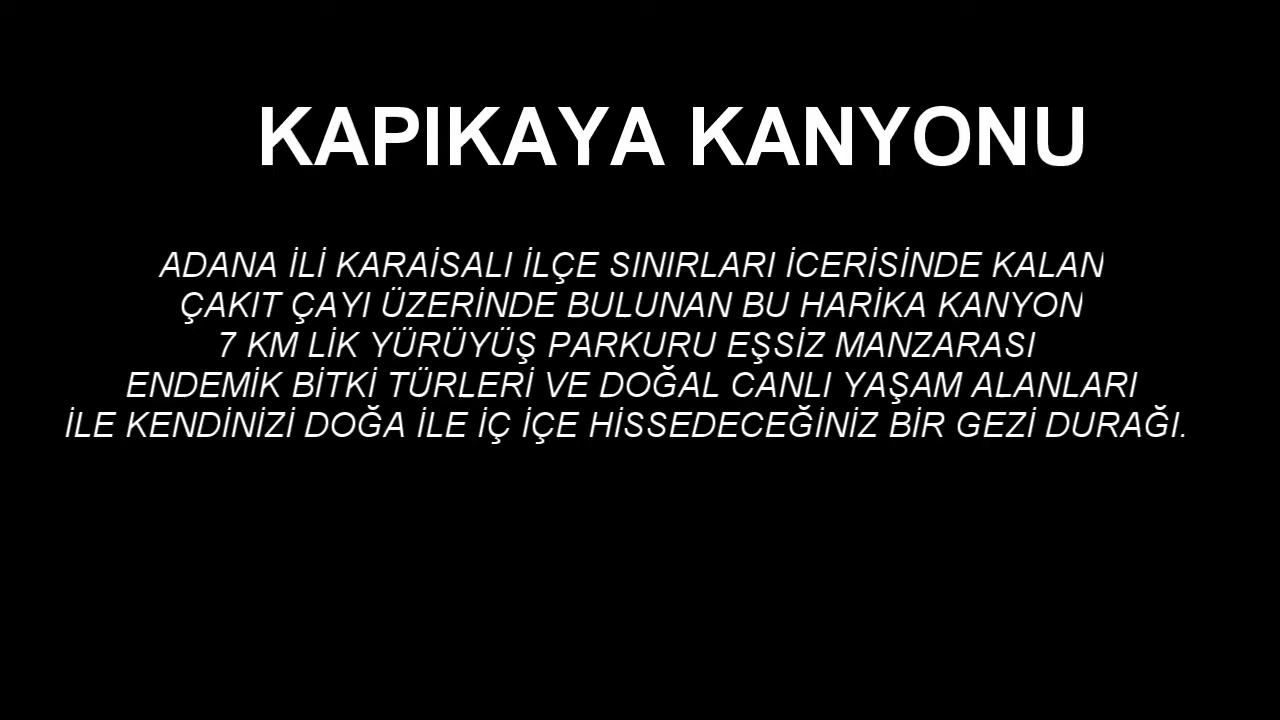 KAPIKAYA KANYONU
ADANA İLİ KARAİSALI İLÇE SINIRLARI İCERİSİNDE KALAN
ÇAKIT ÇAYI ÜZERİNDE BULUNAN BU HARİKA KANYON
7 KM LİK YÜRÜYÜŞ PARKURU EŞSİZ MANZARASI
ENDEMİK BİTKİ TÜRLERİ VE DOĞAL CANLI YAŞAM ALANLARI
İLE KENDİNİZİ DOĞA İLE İÇ İÇE HİSSEDECEĞİNİZ BİR GEZİ DURAĞI.